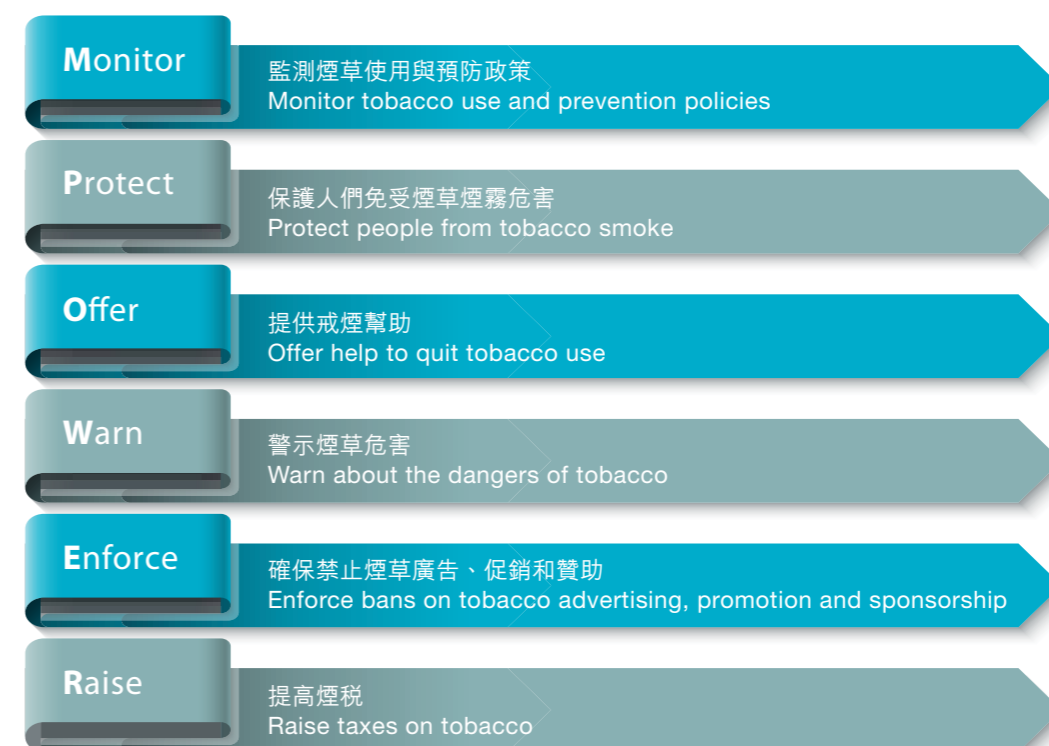 Monitor
監測煙草使用與預防政策
Monitor tobacco use and prevention policies
Protect
保護人們免受煙草煙霧危害
Protect people from tobacco smoke
Offer
提供戒煙幫助
Offer help to quit tobacco use
Warn
警示煙草危害
Warn about the dangers of tobacco
Enforce
確保禁止煙草廣告、促銷和贊助
Enforce bans on tobacco advertising, promotion and sponsorship
Raise
提高煙税
Raise taxes on tobacco